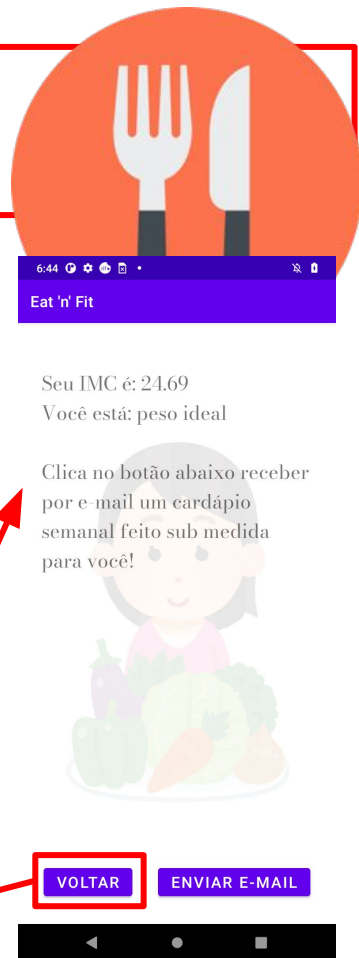 6:44
Eat 'n' Fit
Seu IMC é: 24.69
Você está: peso ideal
Clica no botão abaixo receber
por e-mail um cardápio
semanal feito sub medida
para você!
VOLTAR
ENVIAR E-MAIL